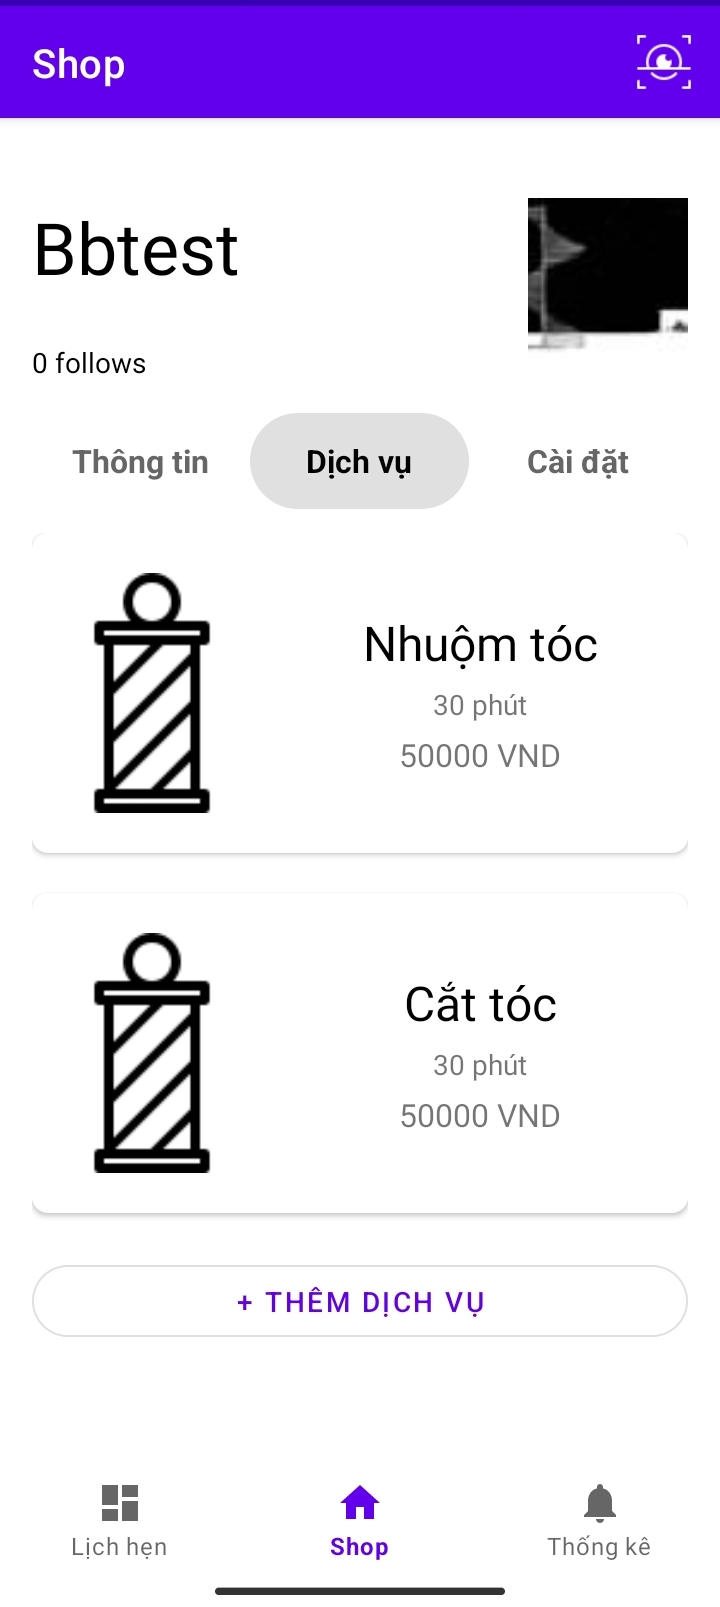 Shop
Bbtest
0 follows
Thông tin
Dịch vụ
Cài đặt
Nhuộm tóc
30 phút
50000 VND
Cắt tóc
30 phút
50000 VND
+ THÊM DỊCH VỤ
Lịch hẹn
Shop
Thống kê